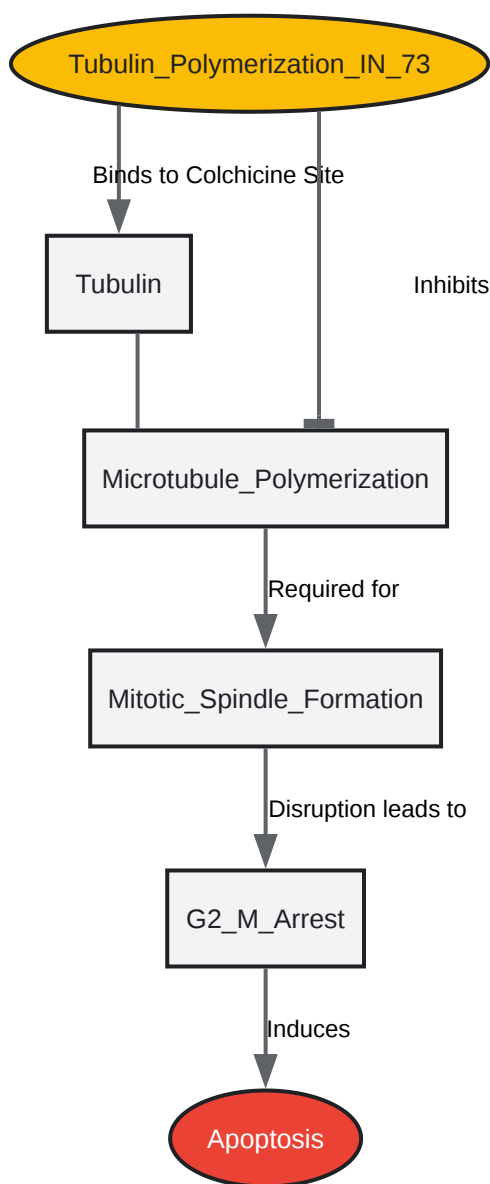 Tubulin_Polymerization_IN_73
Binds to Colchicine Site
Tubulin
Inhibits
Microtubule_Polymerization
Required for
Mitotic_Spindle_Formation
Disruption leads to
G2_M_Arrest
Induces
Apoptosis